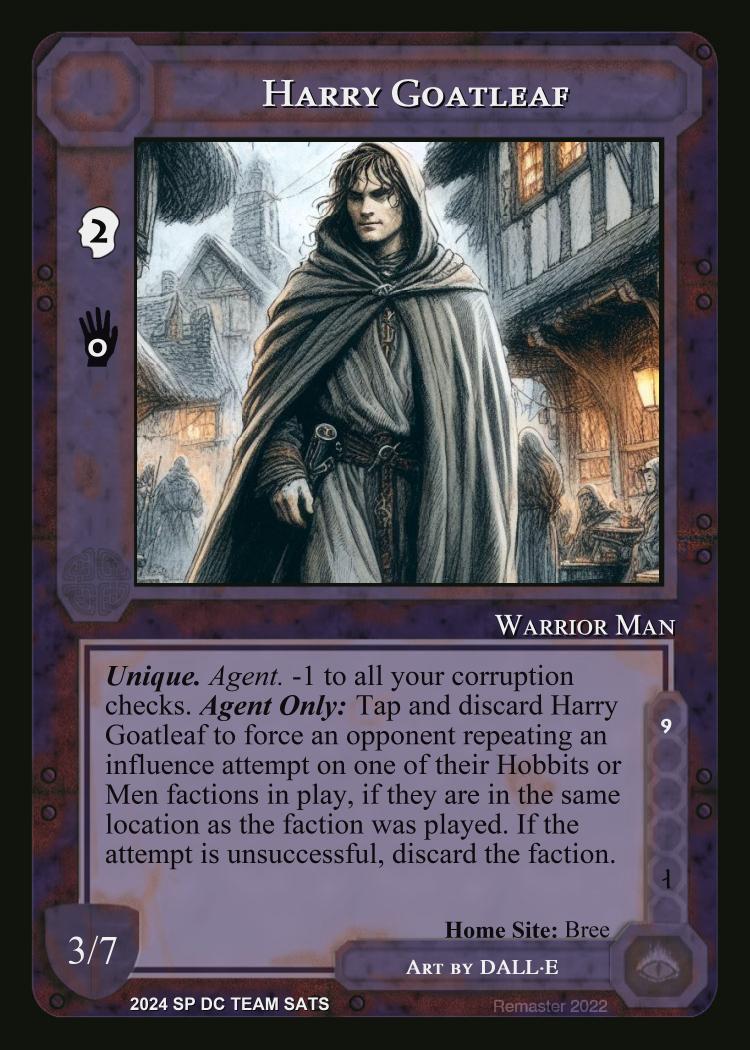 Harry Goatleaf
2
0
Warrior Man
Unique. Agent. -1 to all your corruption
checks. Agent Only: Tap and discard Harry
Goatleaf to force an opponent repeating an
influence attempt on one of their Hobbits or
Men factions in play, if they are in the same
location as the faction was played. If the
attempt is unsuccessful, discard the faction.
9
Home Site: Bree
3/7
Art by DALL·E
2024 SP DC TEAM SATS
Remaster 2022